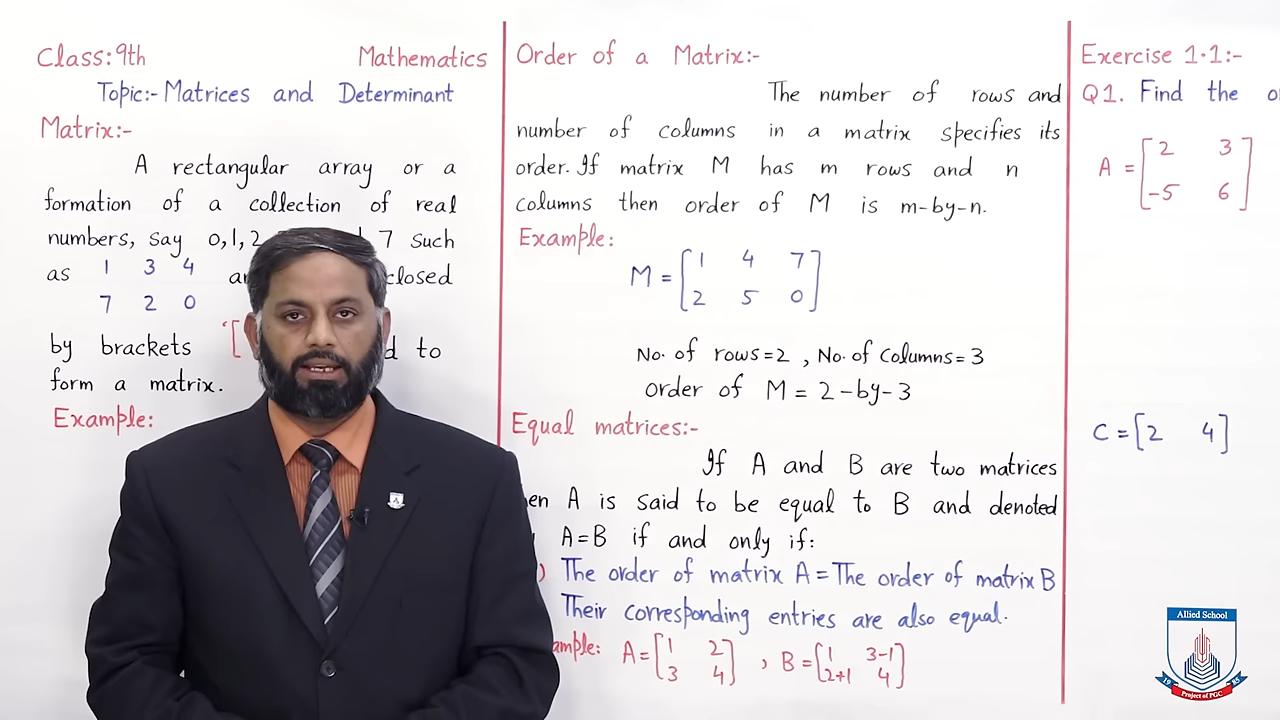 Class: 9th Mathematics
Topic:- Matrices and Determinant
Matrix:-
A rectangular array or a
formation of a collection of real
numbers, say 0,1,2 7 such
as 1 3 4
7 2 0
by brackets '[ to
form a matrix.
Example:
Order of a Matrix:-
The number of rows and
number of columns in a matrix specifies its
order. If matrix M has m rows and n
columns then order of M is m-by-n.
Example:
M = [1 4 7
2 5 0]
No. of rows=2 , No. of columns=3
order of M = 2-by-3
Equal matrices:-
If A and B are two matrices
A is said to be equal to B and denoted
A=B if and only if:
) The order of matrix A = The order of matrix B
Their corresponding entries are also equal.
A = [1 2
3 4] , B = [1 3-1
2+1 4]
Exercise 1.1:-
Q1. Find the
A = [2 3
-5 6]
C = [2 4]
Allied School
19 85
Project of PGC